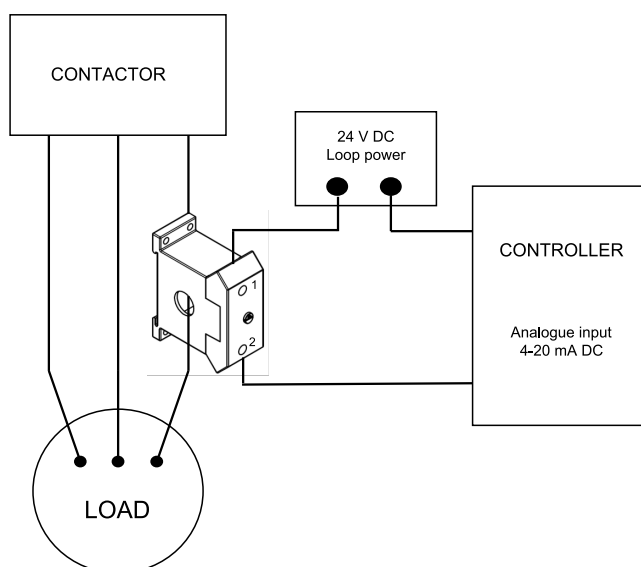 CONTACTOR
24 V DC
Loop power
1
CONTROLLER
Analogue input
4-20 mA DC
2
LOAD